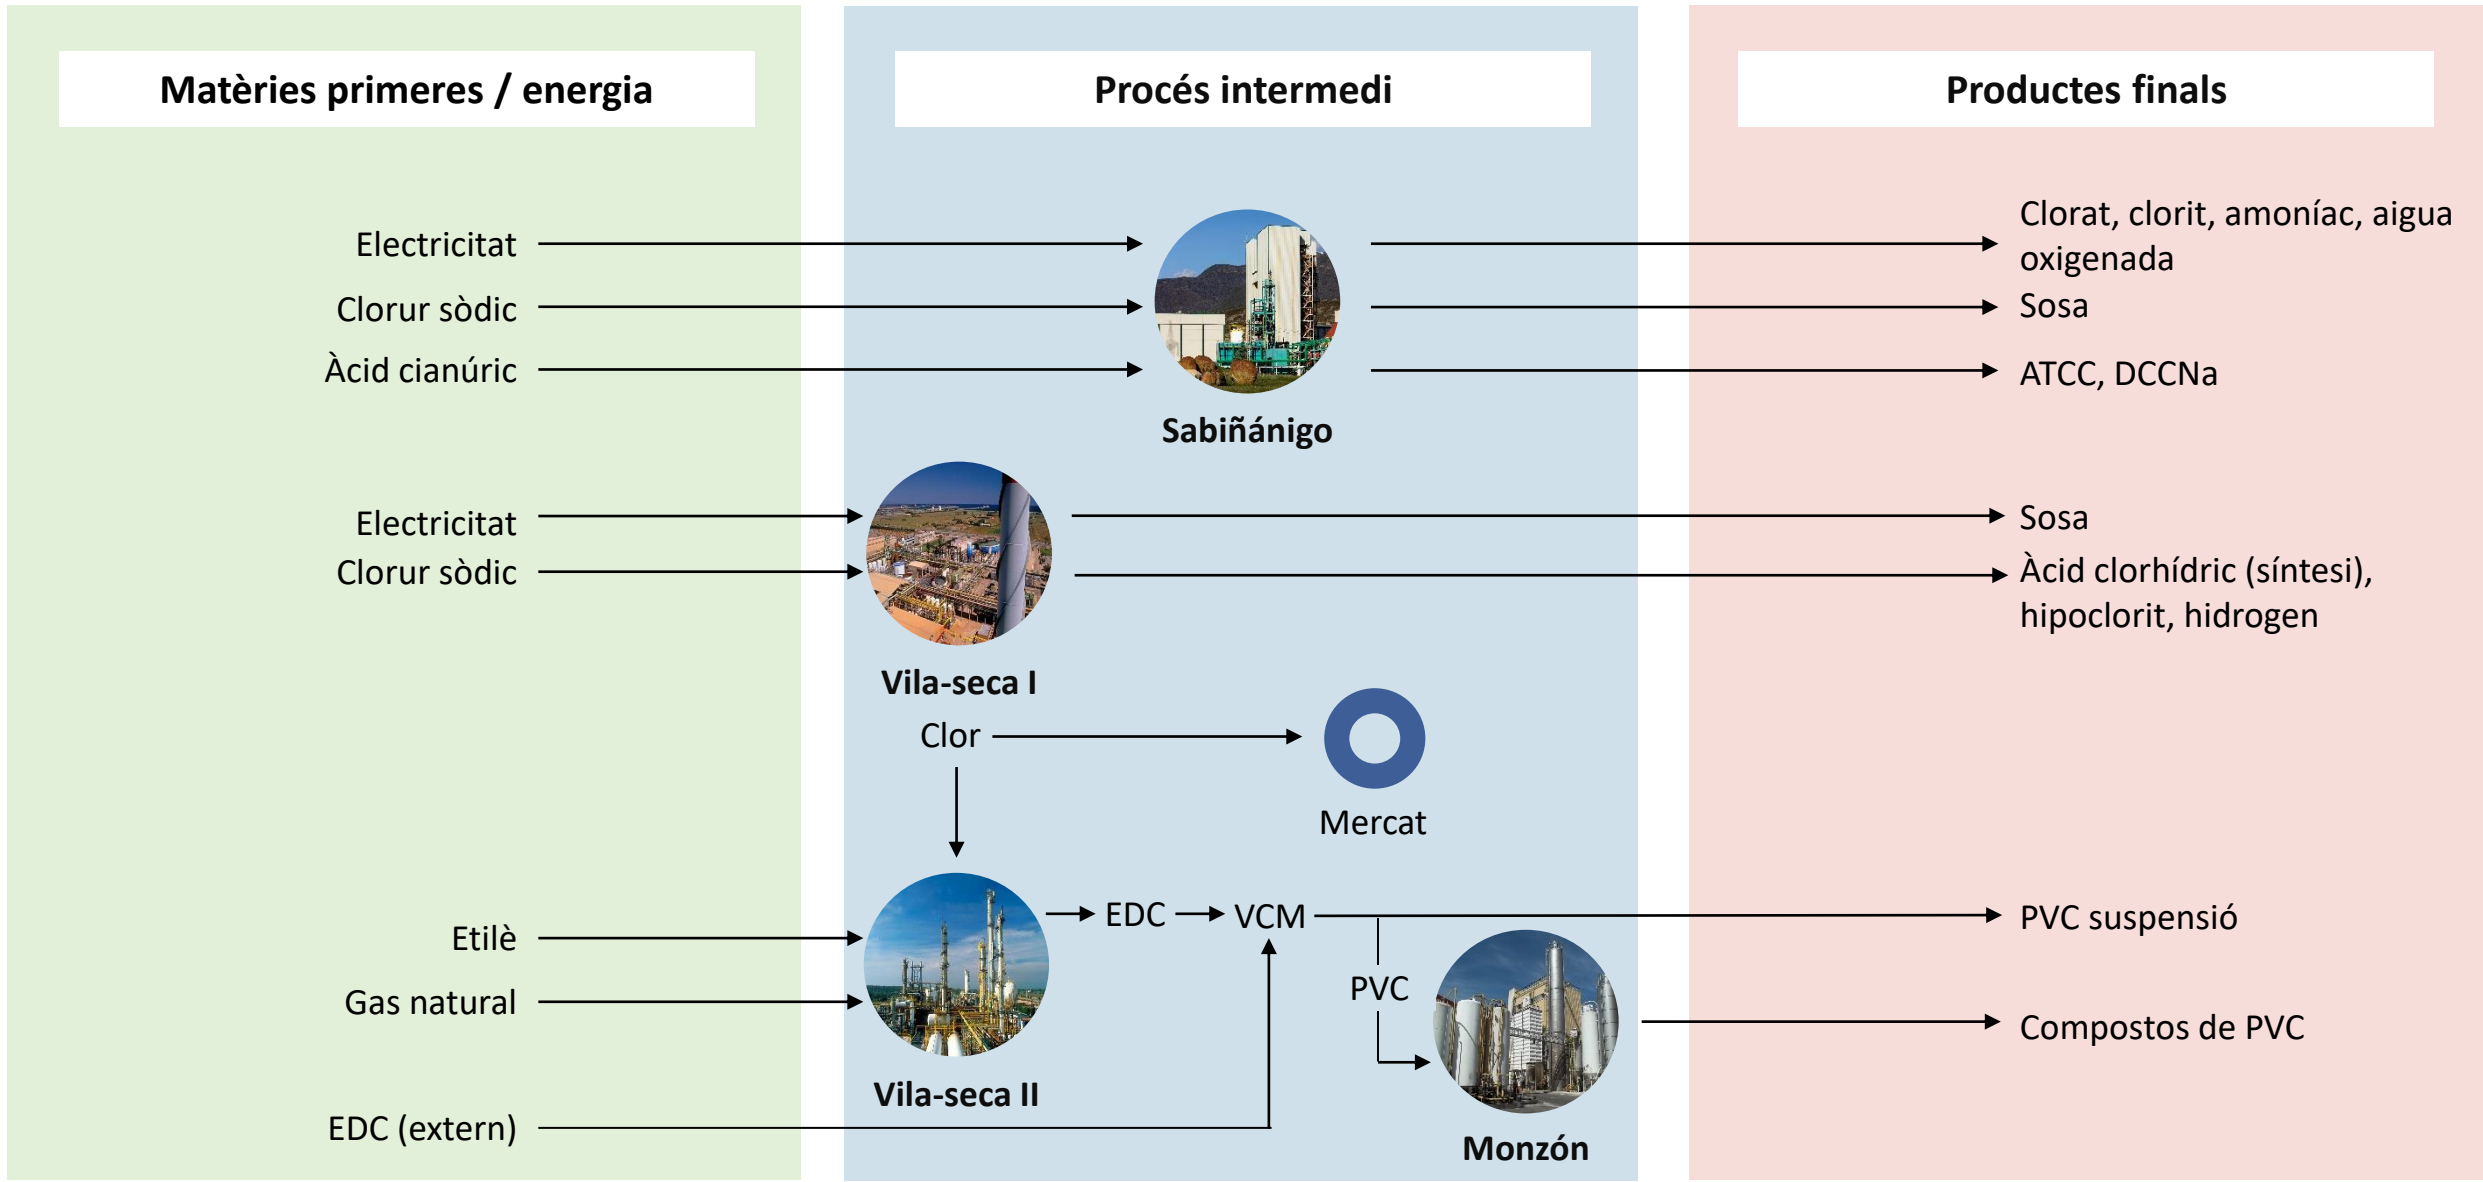 Matèries primeres / energia
Procés intermedi
Productes finals
Electricitat
Clorur sòdic
Àcid cianúric
Sabiñánigo
Clorat, clorit, amoníac, aigua
oxigenada
Sosa
ATCC, DCCNa
Electricitat
Clorur sòdic
Vila-seca I
Sosa
Àcid clorhídric (síntesi),
hipoclorit, hidrogen
Clor
Mercat
Etilè
Gas natural
EDC (extern)
Vila-seca II
EDC
VCM
PVC
Monzón
PVC suspensió
Compostos de PVC